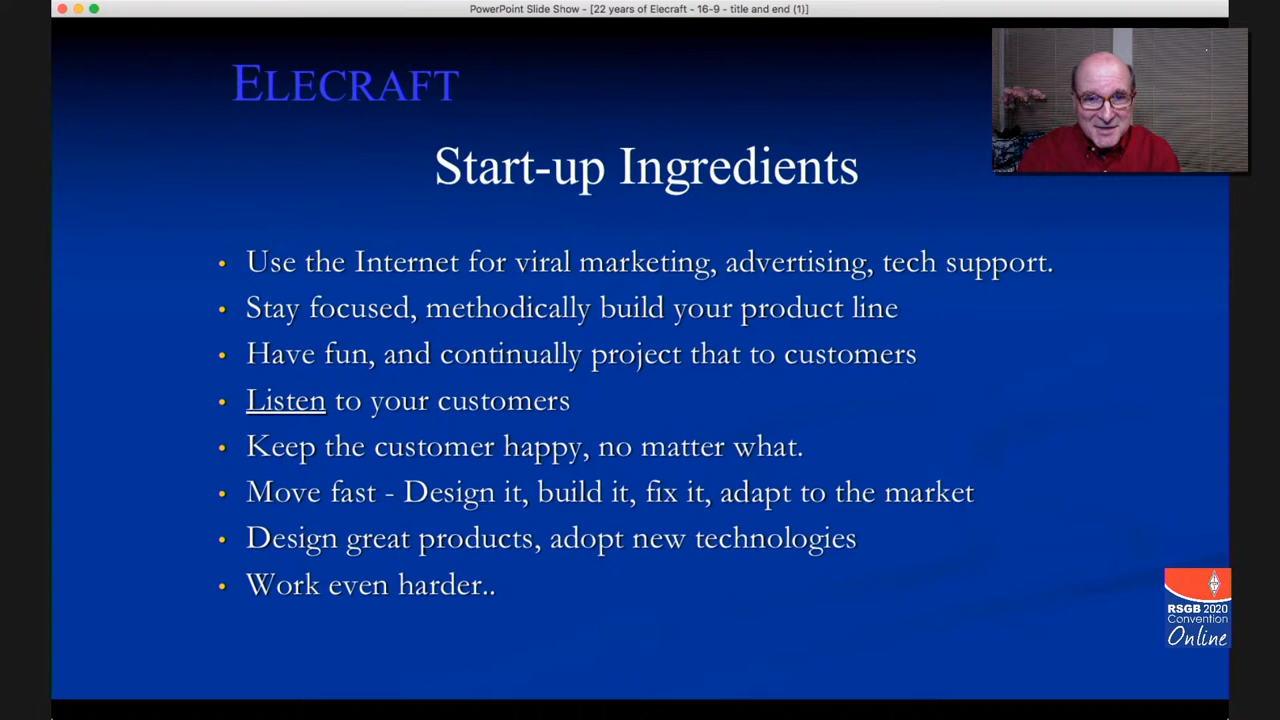 PowerPoint Slide Show - [22 years of Elecraft - 16-9 - title and end (1)]
ELECRAFT
Start-up Ingredients
• Use the Internet for viral marketing, advertising, tech support.
• Stay focused, methodically build your product line
• Have fun, and continually project that to customers
• Listen to your customers
• Keep the customer happy, no matter what.
• Move fast - Design it, build it, fix it, adapt to the market
• Design great products, adopt new technologies
• Work even harder..
RSGB 2020
Convention
Online